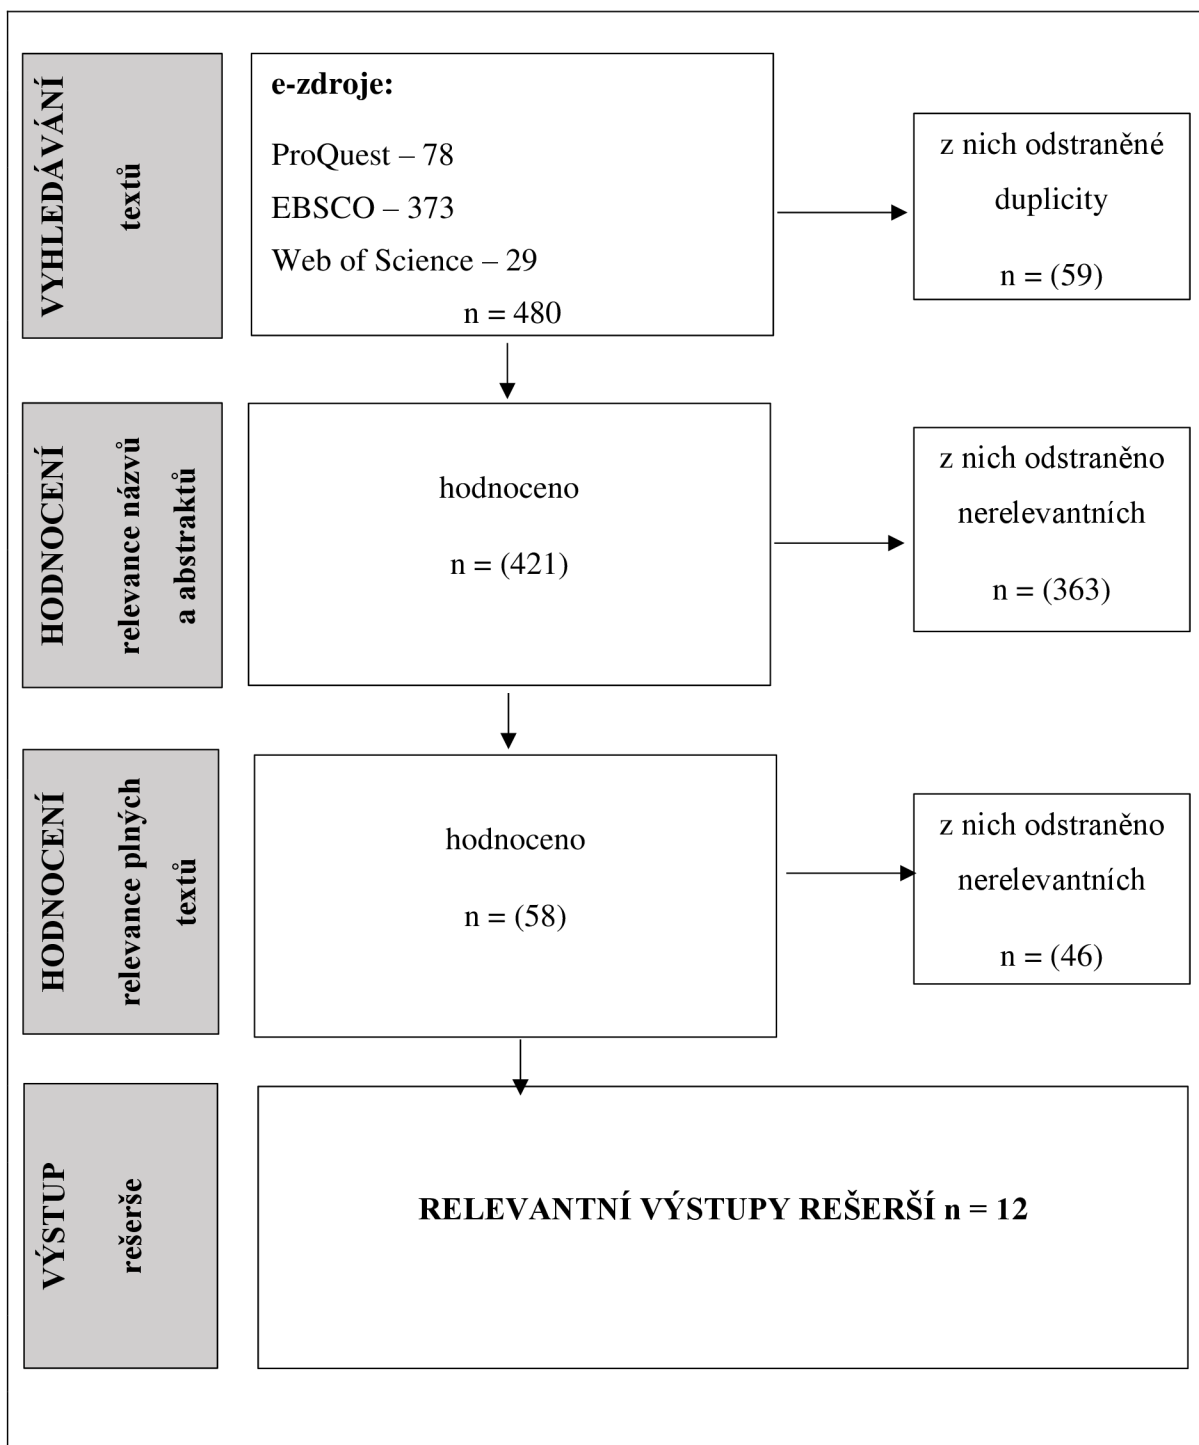 VYHLEDÁVÁNÍ
textů
e-zdroje:
ProQuest – 78
EBSCO – 373
Web of Science – 29
n = 480
z nich odstraněné
duplicity
n = (59)
HODNOCENÍ
relevance názvů
a abstraktů
hodnoceno
n = (421)
z nich odstraněno
nerelevantních
n = (363)
HODNOCENÍ
relevance plných
textů
hodnoceno
n = (58)
z nich odstraněno
nerelevantních
n = (46)
VÝSTUP
rešerše
RELEVANTNÍ VÝSTUPY REŠERŠÍ n = 12